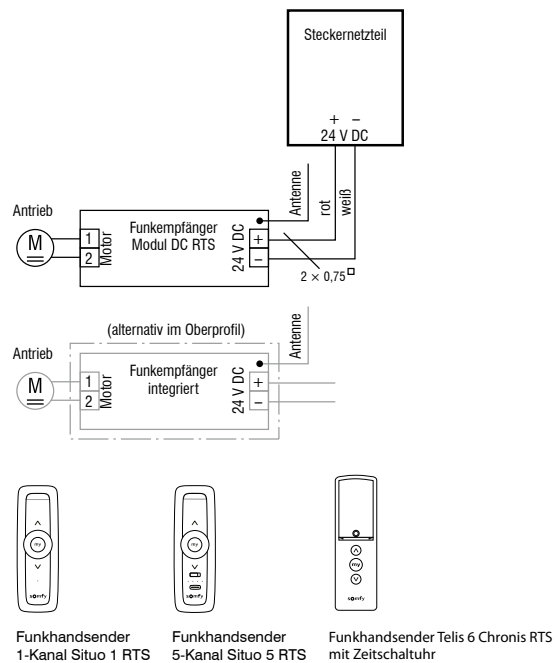 Steckernetzteil
+ −
24 V DC
Antenne
rot
weiß
Antrieb
M
1
2
Motor
Funkempfänger
Modul DC RTS
24 V DC
+
−
2 × 0,75
(alternativ im Oberprofil)
Antenne
Antrieb
M
1
2
Motor
Funkempfänger
integriert
24 V DC
+
−
my
somfy
my
somfy
my
somfy
Funkhandsender
1-Kanal Situo 1 RTS
Funkhandsender
5-Kanal Situo 5 RTS
Funkhandsender Telis 6 Chronis RTS
mit Zeitschaltuhr